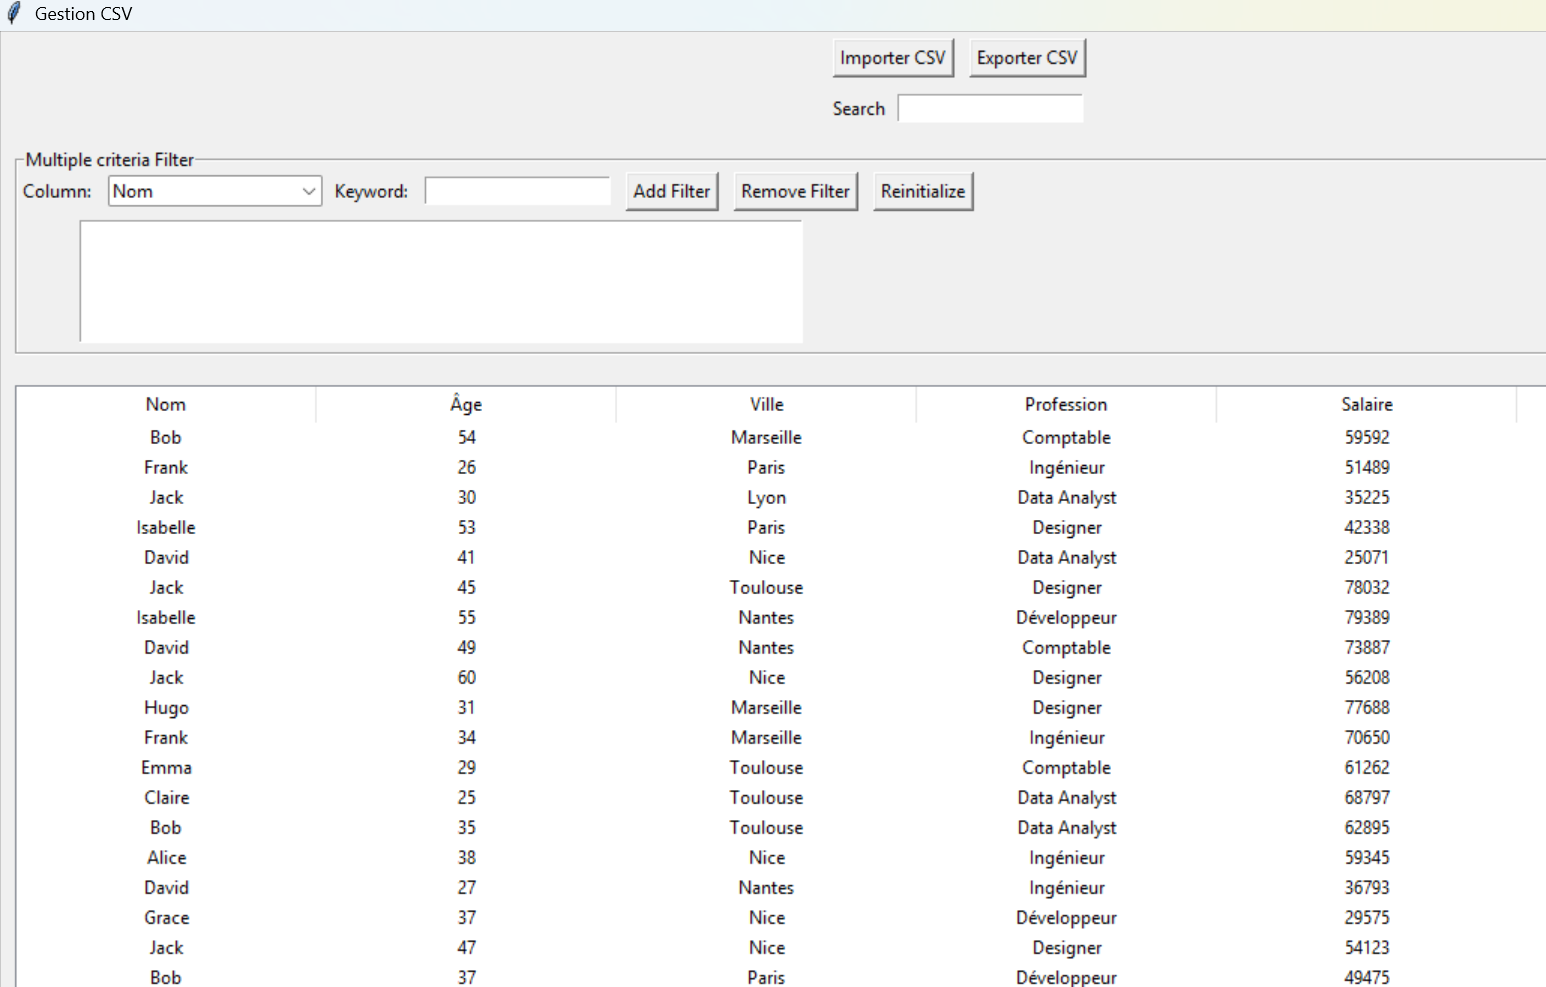 Gestion CSV
Importer CSV Exporter CSV
Search
Multiple criteria Filter
Column: Nom Keyword: Add Filter Remove Filter Reinitialize
Nom Âge Ville Profession Salaire
Bob 54 Marseille Comptable 59592
Frank 26 Paris Ingénieur 51489
Jack 30 Lyon Data Analyst 35225
Isabelle 53 Paris Designer 42338
David 41 Nice Data Analyst 25071
Jack 45 Toulouse Designer 78032
Isabelle 55 Nantes Développeur 79389
David 49 Nantes Comptable 73887
Jack 60 Nice Designer 56208
Hugo 31 Marseille Designer 77688
Frank 34 Marseille Ingénieur 70650
Emma 29 Toulouse Comptable 61262
Claire 25 Toulouse Data Analyst 68797
Bob 35 Toulouse Data Analyst 62895
Alice 38 Nice Ingénieur 59345
David 27 Nantes Ingénieur 36793
Grace 37 Nice Développeur 29575
Jack 47 Nice Designer 54123
Bob 37 Paris Développeur 49475